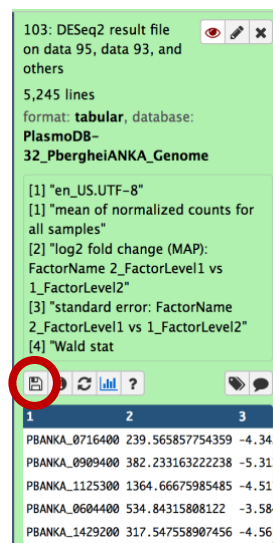 103: DESeq2 result file
on data 95, data 93, and
others
5,245 lines
format: tabular, database:
PlasmoDB-
32_PbergheiANKA_Genome
[1] "en_US.UTF-8"
[1] "mean of normalized counts for
all samples"
[2] "log2 fold change (MAP):
FactorName 2_FactorLevel1 vs
1_FactorLevel2"
[3] "standard error: FactorName
2_FactorLevel1 vs 1_FactorLevel2"
[4] "Wald stat
?
1 2 3
PBANKA_0716400 239.565857754359 -4.34
PBANKA_0909400 382.233163222238 -5.31
PBANKA_1125300 1364.66675985485 -4.51
PBANKA_0604400 534.84315808122 -3.58
PBANKA_1429200 317.547558907456 -4.56